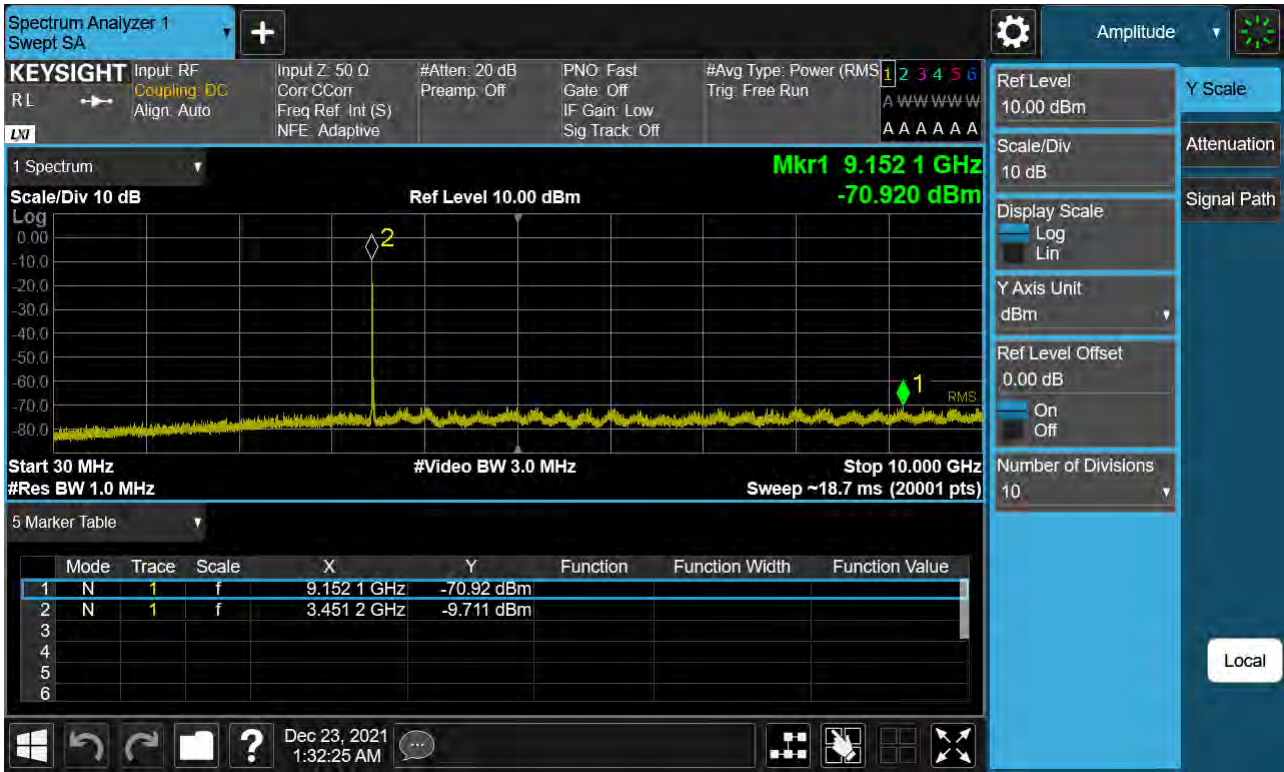 Spectrum Analyzer 1
Swept SA
+
Amplitude
KEYSIGHT
RL
LXI
Input: RF
Coupling: DC
Align: Auto
Input Z: 50 Ω
Corr CCorr
Freq Ref: Int (S)
NFE: Adaptive
#Atten: 20 dB
Preamp: Off
PNO: Fast
Gate: Off
IF Gain: Low
Sig Track: Off
#Avg Type: Power (RMS
Trig: Free Run
1 2 3 4 5 6
A W W W W W
A A A A A A
1 Spectrum
Mkr1 9.152 1 GHz
Scale/Div 10 dB
Ref Level 10.00 dBm
-70.920 dBm
Log
0.00
-10.0
-20.0
-30.0
-40.0
-50.0
-60.0
-70.0
-80.0
2
1
RMS
Start 30 MHz
#Video BW 3.0 MHz
Stop 10.000 GHz
#Res BW 1.0 MHz
Sweep ~18.7 ms (20001 pts)
5 Marker Table
Mode Trace Scale X Y Function Function Width Function Value
1 N 1 f 9.152 1 GHz -70.92 dBm
2 N 1 f 3.451 2 GHz -9.711 dBm
3
4
5
6
Ref Level
10.00 dBm
Scale/Div
10 dB
Display Scale
Log
Lin
Y Axis Unit
dBm
Ref Level Offset
0.00 dB
On
Off
Number of Divisions
10
Y Scale
Attenuation
Signal Path
Local
?
Dec 23, 2021
1:32:25 AM